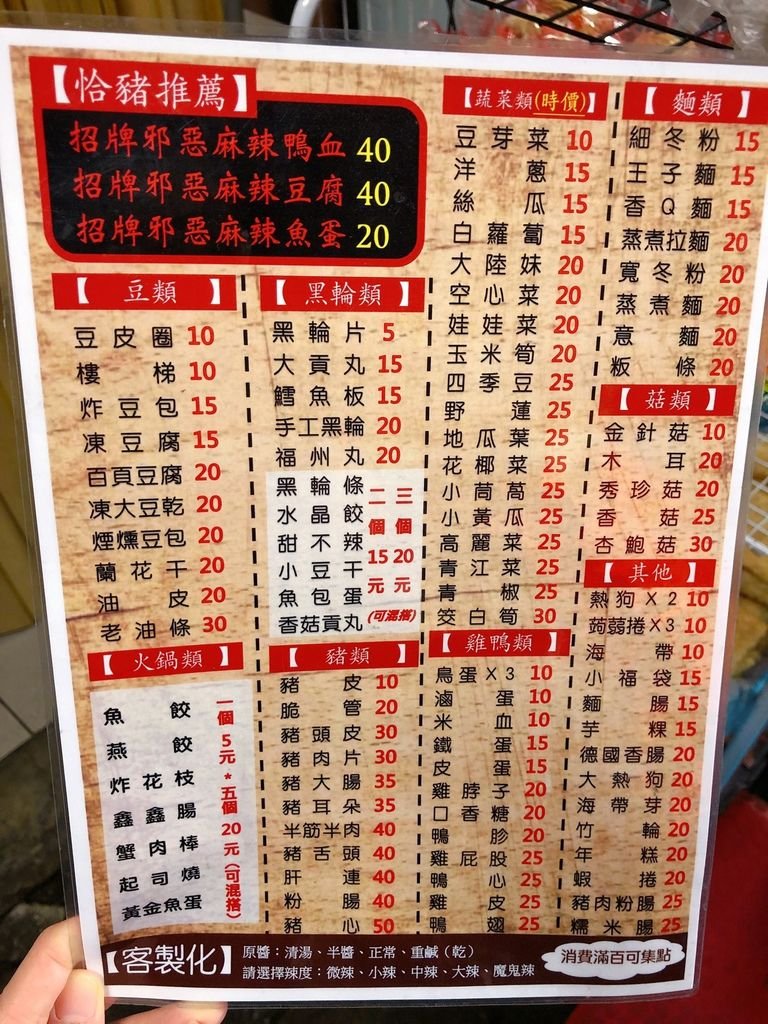 【恰豬推薦】
招牌邪惡麻辣鴨血 40
招牌邪惡麻辣豆腐 40
招牌邪惡麻辣魚蛋 20
【豆類】
豆皮圈 10
樓梯 10
炸豆包 15
凍豆腐 15
百頁豆腐 20
凍大豆乾 20
煙燻豆包 20
蘭花干 20
油皮 20
老油條 30
【火鍋類】
魚餃
燕餃
炸花枝
鑫鑫腸
蟹肉棒
起司燒
黃金魚蛋
一個5元*五個20元(可混搭)
【黑輪類】
黑輪片 5
大貢丸 15
鱈魚板 15
手工黑輪 20
福州丸 20
黑輪條
水晶餃
甜不辣
小豆干
魚包蛋
香菇貢丸
二個15元
三個20元
(可混搭)
【豬類】
豬皮 10
脆管 20
豬頭皮 30
豬肉片 30
豬大腸 35
豬耳朵 35
半筋半肉 40
豬舌頭 40
肝連 40
粉腸 40
豬心 50
【蔬菜類(時價)】
豆芽菜 10
洋蔥 15
絲瓜 15
白蘿蔔 15
大陸妹 20
空心菜 20
娃娃菜 20
玉米筍 20
四季豆 25
野蓮 25
地瓜葉 25
花椰菜 25
小茼萵 25
小黃瓜 25
高麗菜 25
青江菜 25
青椒 25
筊白筍 30
【雞鴨類】
鳥蛋X3 10
滷蛋 10
米血 10
鐵蛋 15
皮蛋 15
雞脖子 20
口香糖 20
鴨胗 20
雞屁股 25
鴨心 25
雞皮 25
鴨翅 25
【麵類】
細冬粉 15
王子麵 15
香Q麵 15
蒸煮拉麵 20
寬冬粉 20
蒸煮麵 20
意麵 20
粄條 20
【菇類】
金針菇 10
木耳 20
秀珍菇 20
香菇 25
杏鮑菇 30
【其他】
熱狗X2 10
蒟蒻捲X3 10
海帶 10
小福袋 15
麵腸 15
芋粿 15
德國香腸 20
大熱狗 20
海帶芽 20
竹輪 20
年糕 20
蝦捲 20
豬肉粉腸 25
糯米腸 25
【客製化】
原醬：清湯、半醬、正常、重鹹（乾）
請選擇辣度：微辣、小辣、中辣、大辣、魔鬼辣
消費滿百可集點